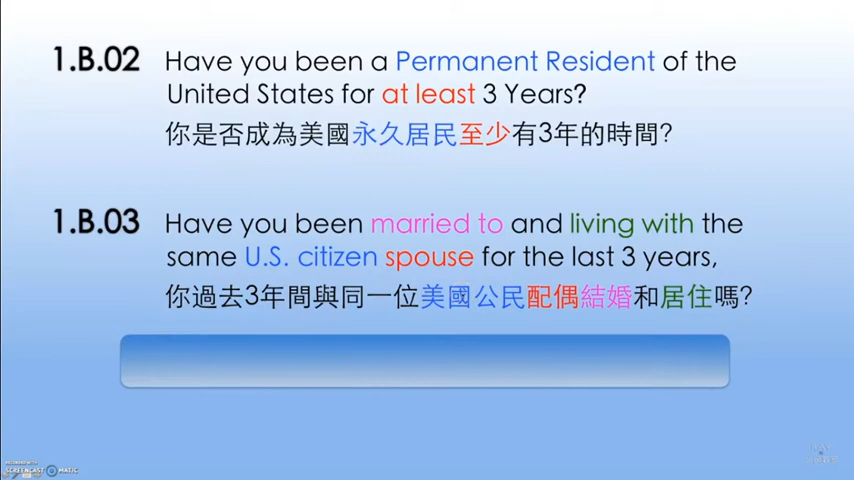 1.B.02 Have you been a Permanent Resident of the
United States for at least 3 Years?
你是否成為美國永久居民至少有3年的時間?
1.B.03 Have you been married to and living with the
same U.S. citizen spouse for the last 3 years,
你過去3年間與同一位美國公民配偶結婚和居住嗎?
RECORDED WITH
SCREENCAST MATIC